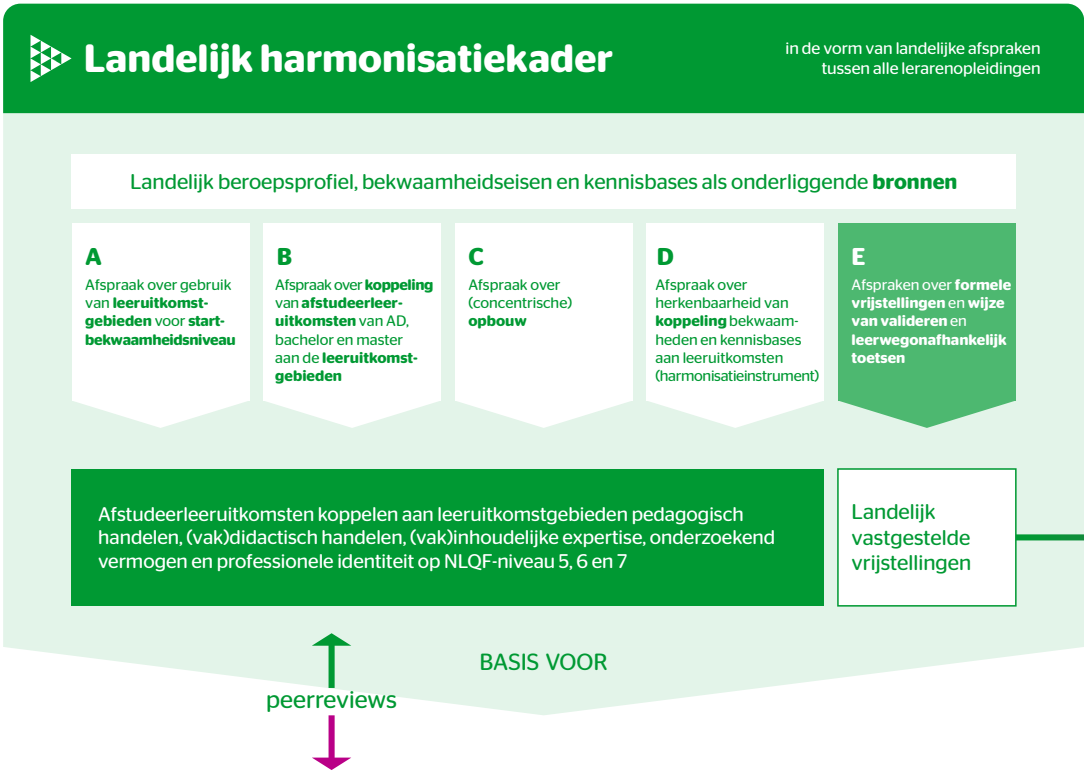 Landelijk harmonisatiekader
in de vorm van landelijke afspraken
tussen alle lerarenopleidingen
Landelijk beroepsprofiel, bekwaamheidseisen en kennisbases als onderliggende bronnen
A
Afspraak over gebruik
van leeruitkomst-
gebieden voor start-
bekwaamheidsniveau
B
Afspraak over koppeling
van afstudeerleer-
uitkomsten van AD,
bachelor en master
aan de leeruitkomst-
gebieden
C
Afspraak over
(concentrische)
opbouw
D
Afspraak over
herkenbaarheid van
koppeling bekwaam-
heden en kennisbases
aan leeruitkomsten
(harmonisatieinstrument)
E
Afspraken over formele
vrijstellingen en wijze
van valideren en
leerwegonafhankelijk
toetsen
Afstudeerleeruitkomsten koppelen aan leeruitkomstgebieden pedagogisch
handelen, (vak)didactisch handelen, (vak)inhoudelijke expertise, onderzoekend
vermogen en professionele identiteit op NLQF-niveau 5, 6 en 7
Landelijk
vastgestelde
vrijstellingen
BASIS VOOR
peerreviews